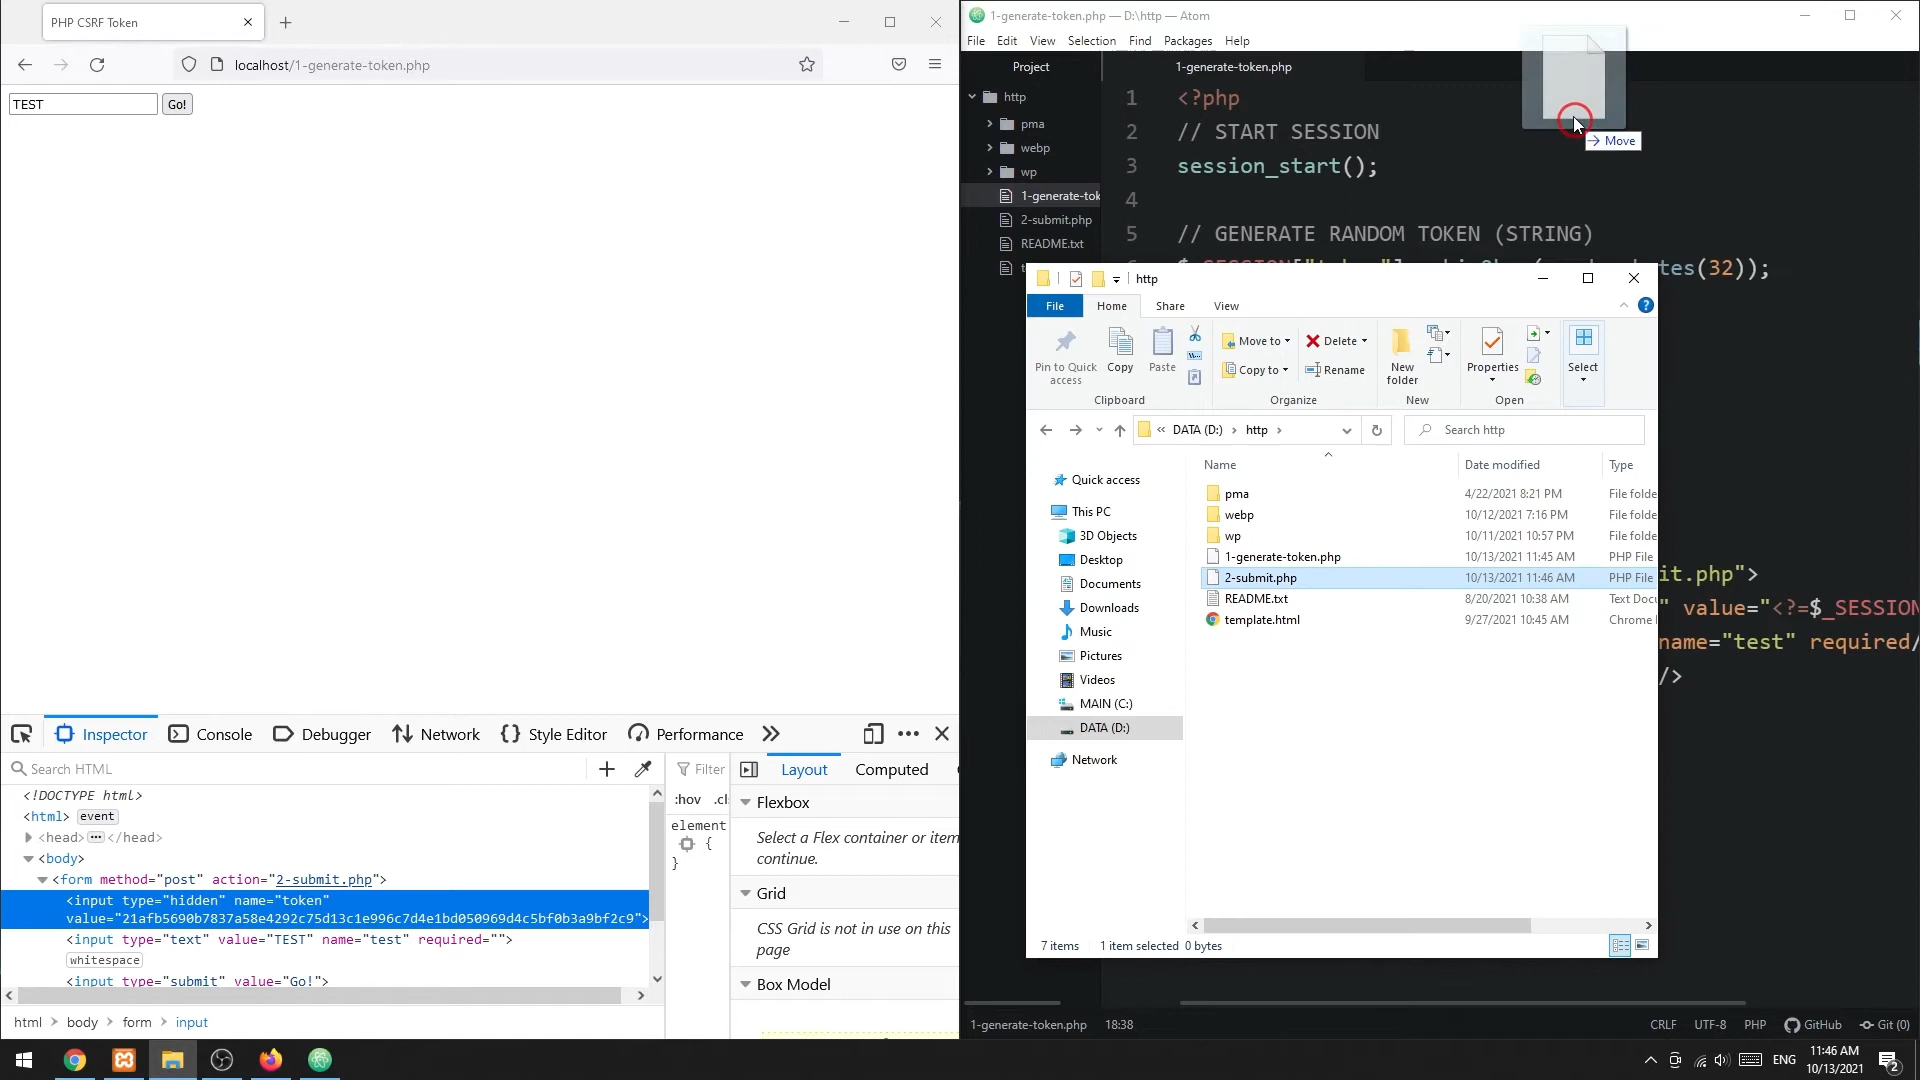 PHP CSRF Token
localhost/1-generate-token.php
TEST
Go!
Inspector
Console
Debugger
Network
Style Editor
Performance
Search HTML
Filter
Layout
Computed
:hov
.cl
<!DOCTYPE html>
<html>
event
<head>
</head>
<body>
<form method="post" action="2-submit.php">
<input type="hidden" name="token"
value="21afb5690b7837a58e4292c75d13c1e996c7d4e1bd050969d4c5bf0b3a9bf2c9">
<input type="text" value="TEST" name="test" required="">
whitespace
<input type="submit" value="Go!">
element
{
}
Flexbox
Select a Flex container or item
continue.
Grid
CSS Grid is not in use on this
page
Box Model
html > body > form > input
1-generate-token.php — D:\http — Atom
File Edit View Selection Find Packages Help
Project
http
pma
webp
wp
1-generate-tok
2-submit.php
README.txt
1-generate-token.php
1 <?php
2 // START SESSION
3 session_start();
4
5 // GENERATE RANDOM TOKEN (STRING)
tes(32));
it.php">
" value="<?=$_SESSION
name="test" required/
/>
Move
http
File Home Share View
Pin to Quick
access
Copy
Paste
Clipboard
Move to
Copy to
Delete
Rename
Organize
New
folder
New
Properties
Open
Select
DATA (D:) > http >
Search http
Name Date modified Type
pma 4/22/2021 8:21 PM File folde
webp 10/12/2021 7:16 PM File folde
wp 10/11/2021 10:57 PM File folde
1-generate-token.php 10/13/2021 11:45 AM PHP File
2-submit.php 10/13/2021 11:46 AM PHP File
README.txt 8/20/2021 10:38 AM Text Docu
template.html 9/27/2021 10:45 AM Chrome
Quick access
This PC
3D Objects
Desktop
Documents
Downloads
Music
Pictures
Videos
MAIN (C:)
DATA (D:)
Network
7 items 1 item selected 0 bytes
1-generate-token.php 18:38
CRLF UTF-8 PHP GitHub Git (0)
ENG
11:46 AM
10/13/2021
2